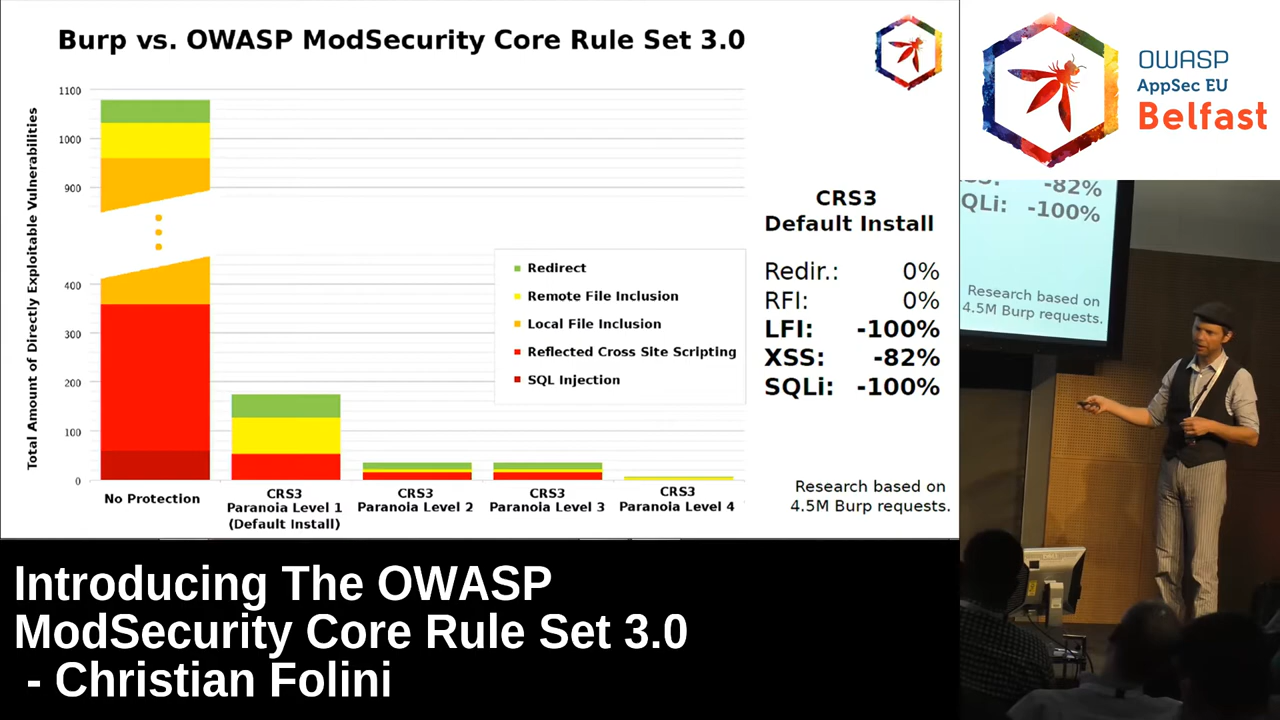 Burp vs. OWASP ModSecurity Core Rule Set 3.0
Total Amount of Directly Exploitable Vulnerabilities
1100
1000
900
400
300
200
100
0
Redirect
Remote File Inclusion
Local File Inclusion
Reflected Cross Site Scripting
SQL Injection
No Protection
CRS3
Paranoia Level 1
(Default Install)
CRS3
Paranoia Level 2
CRS3
Paranoia Level 3
CRS3
Paranoia Level 4
CRS3
Default Install
Redir.: 0%
RFI: 0%
LFI: -100%
XSS: -82%
SQLi: -100%
Research based on
4.5M Burp requests.
OWASP
AppSec EU
Belfast
-82%
QLi: -100%
Research based on
4.5M Burp requests.
Introducing The OWASP
ModSecurity Core Rule Set 3.0
- Christian Folini